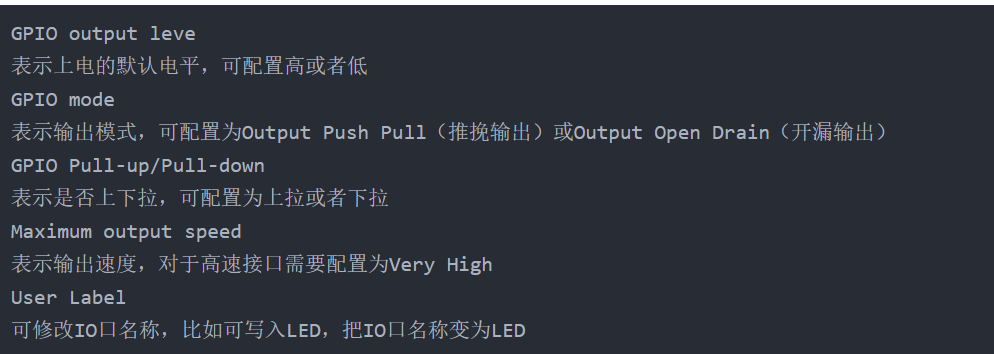 GPIO output leve
表示上电的默认电平，可配置高或者低
GPIO mode
表示输出模式，可配置为Output Push Pull（推挽输出）或Output Open Drain（开漏输出）
GPIO Pull-up/Pull-down
表示是否上下拉，可配置为上拉或者下拉
Maximum output speed
表示输出速度，对于高速接口需要配置为Very High
User Label
可修改IO口名称，比如可写入LED，把IO口名称变为LED